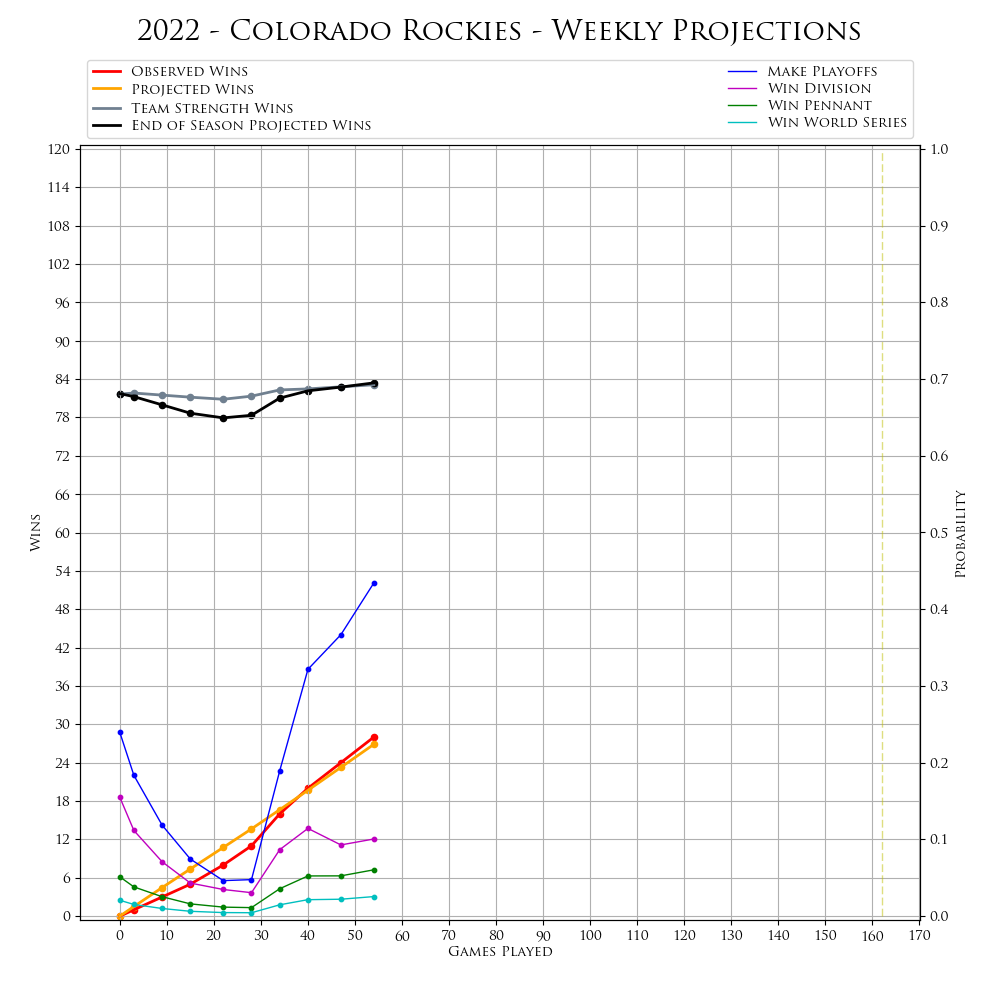 2022 - Colorado Rockies - Weekly Projections
Observed Wins
Projected Wins
Team Strength Wins
End of Season Projected Wins
Make Playoffs
Win Division
Win Pennant
Win World Series
120
114
108
102
96
90
84
78
72
66
60
54
48
42
36
30
24
18
12
6
0
Wins
1.0
0.9
0.8
0.7
0.6
0.5
0.4
0.3
0.2
0.1
0.0
Probability
0 10 20 30 40 50 60 70 80 90 100 110 120 130 140 150 160 170
Games Played